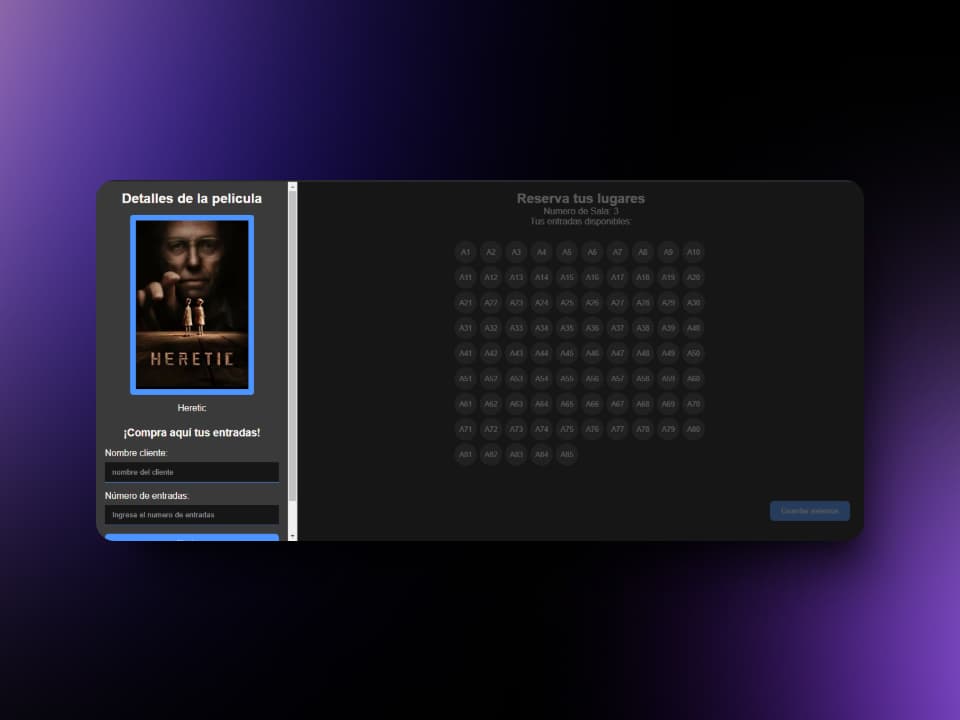 Detalles de la pelicula
HERETIC
Heretic
¡Compra aquí tus entradas!
Nombre cliente:
nombre del cliente
Número de entradas:
Ingresa el numero de entradas
Reserva tus lugares
Numero de Sala: 3
Tus entradas disponibles:
A1 A2 A3 A4 A5 A6 A7 A8 A9 A10
A11 A12 A13 A14 A15 A16 A17 A18 A19 A20
A21 A22 A23 A24 A25 A26 A27 A28 A29 A30
A31 A32 A33 A34 A35 A36 A37 A38 A39 A40
A41 A42 A43 A44 A45 A46 A47 A48 A49 A50
A51 A52 A53 A54 A55 A56 A57 A58 A59 A60
A61 A62 A63 A64 A65 A66 A67 A68 A69 A70
A71 A72 A73 A74 A75 A76 A77 A78 A79 A80
A81 A82 A83 A84 A85
Guardar